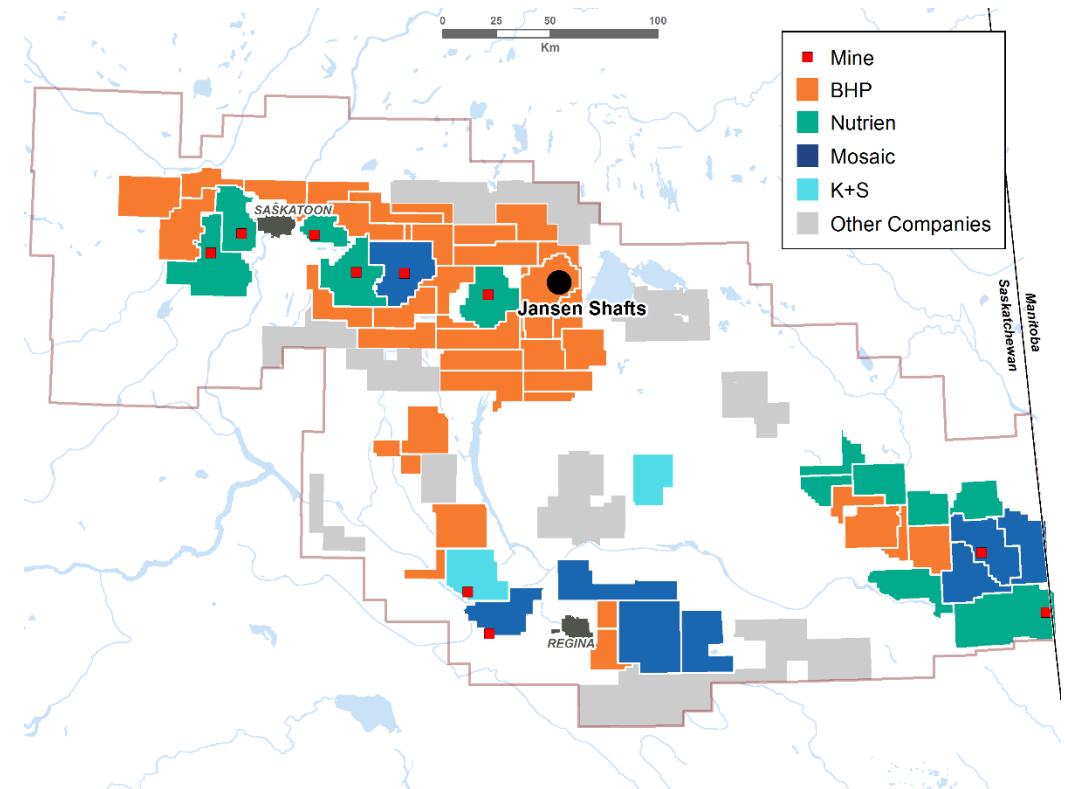 0 25 50 100
Km
Mine
BHP
Nutrien
Mosaic
K+S
Other Companies
SASKATOON
Jansen Shafts
Manitoba
Saskatchewan
REGINA